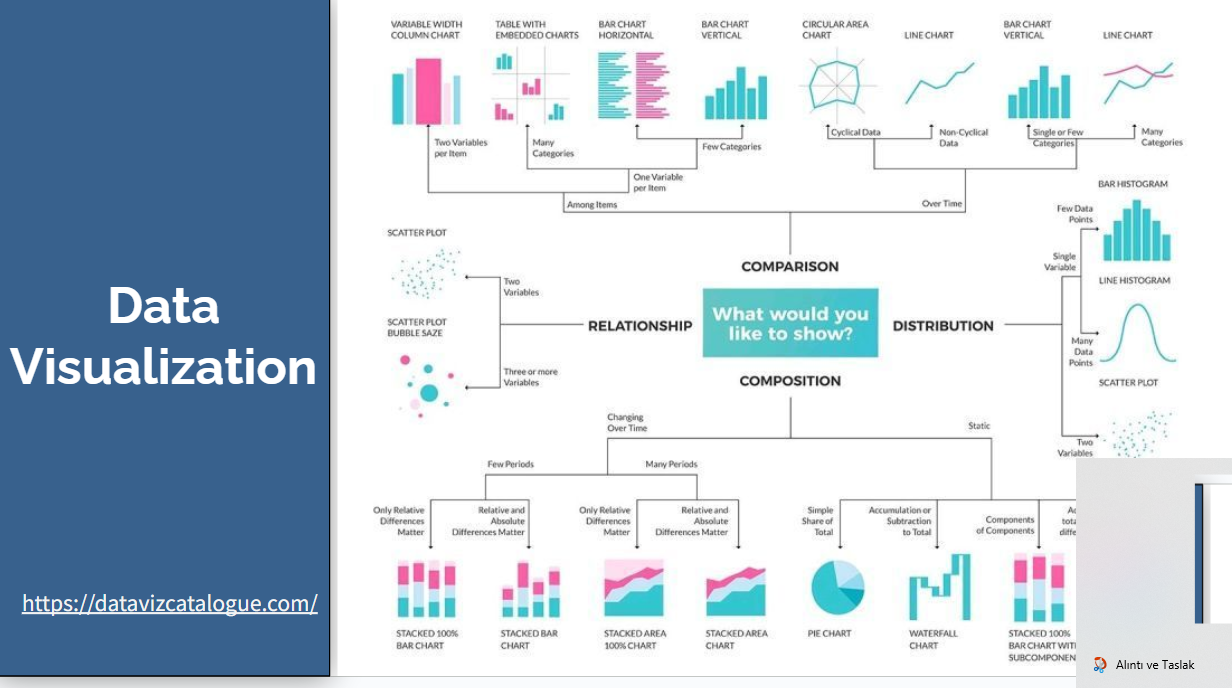 Data
Visualization
https://datavizcatalogue.com/
VARIABLE WIDTH
COLUMN CHART
TABLE WITH
EMBEDDED CHARTS
BAR CHART
HORIZONTAL
BAR CHART
VERTICAL
CIRCULAR AREA
CHART
LINE CHART
BAR CHART
VERTICAL
LINE CHART
Two Variables
per Item
Many
Categories
Few Categories
One Variable
per Item
Among Items
Cyclical Data
Non-Cyclical
Data
Single or Few
Categories
Many
Categories
Over Time
COMPARISON
What would you
like to show?
RELATIONSHIP
DISTRIBUTION
COMPOSITION
SCATTER PLOT
Two
Variables
SCATTER PLOT
BUBBLE SAZE
Three or more
Variables
BAR HISTOGRAM
Few Data
Points
Single
Variable
LINE HISTOGRAM
Many
Data
Points
SCATTER PLOT
Two
Variables
Changing
Over Time
Static
Few Periods
Many Periods
Only Relative
Differences
Matter
Relative and
Absolute
Differences Matter
Only Relative
Differences
Matter
Relative and
Absolute
Differences Matter
Simple
Share of
Total
Accumulation or
Subtraction
to Total
Components
of Components
STACKED 100%
BAR CHART
STACKED BAR
CHART
STACKED AREA
100% CHART
STACKED AREA
CHART
PIE CHART
WATERFALL
CHART
STACKED 100%
BAR CHART WIT
SUBCOMPONEN
Alıntı ve Taslak